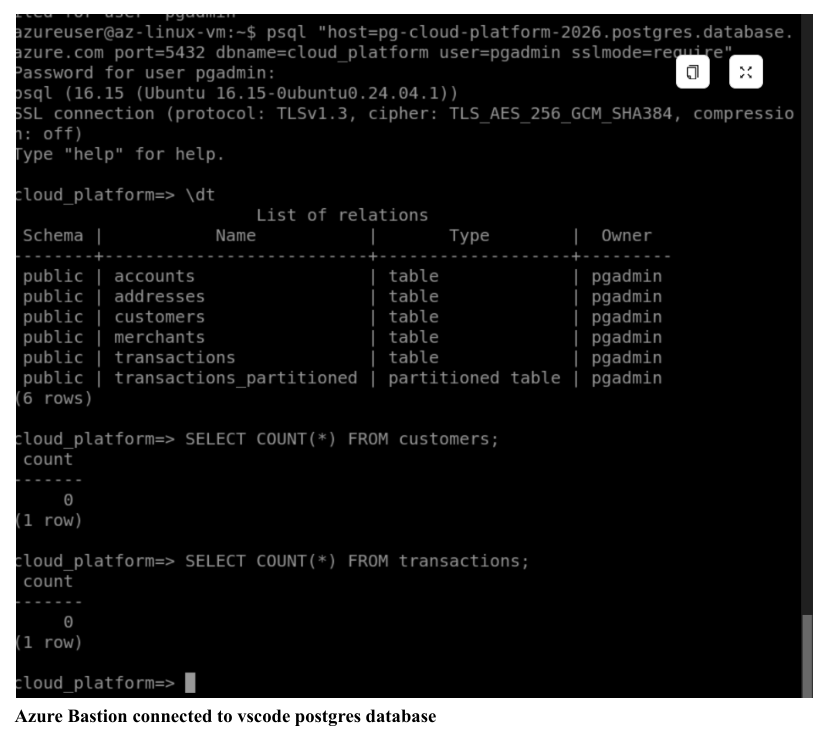 azureuser@az-linux-vm:~$ psql "host=pg-cloud-platform-2026.postgres.database.
azure.com port=5432 dbname=cloud_platform user=pgadmin sslmode=require"
Password for user pgadmin:
psql (16.15 (Ubuntu 16.15-0ubuntu0.24.04.1))
SSL connection (protocol: TLSv1.3, cipher: TLS_AES_256_GCM_SHA384, compressio
n: off)
Type "help" for help.
cloud_platform=> \dt
List of relations
Schema | Name | Type | Owner
--------+--------------------------+-------------------+---------
public | accounts | table | pgadmin
public | addresses | table | pgadmin
public | customers | table | pgadmin
public | merchants | table | pgadmin
public | transactions | table | pgadmin
public | transactions_partitioned | partitioned table | pgadmin
(6 rows)
cloud_platform=> SELECT COUNT(*) FROM customers;
count
-------
0
(1 row)
cloud_platform=> SELECT COUNT(*) FROM transactions;
count
-------
0
(1 row)
cloud_platform=>
Azure Bastion connected to vscode postgres database